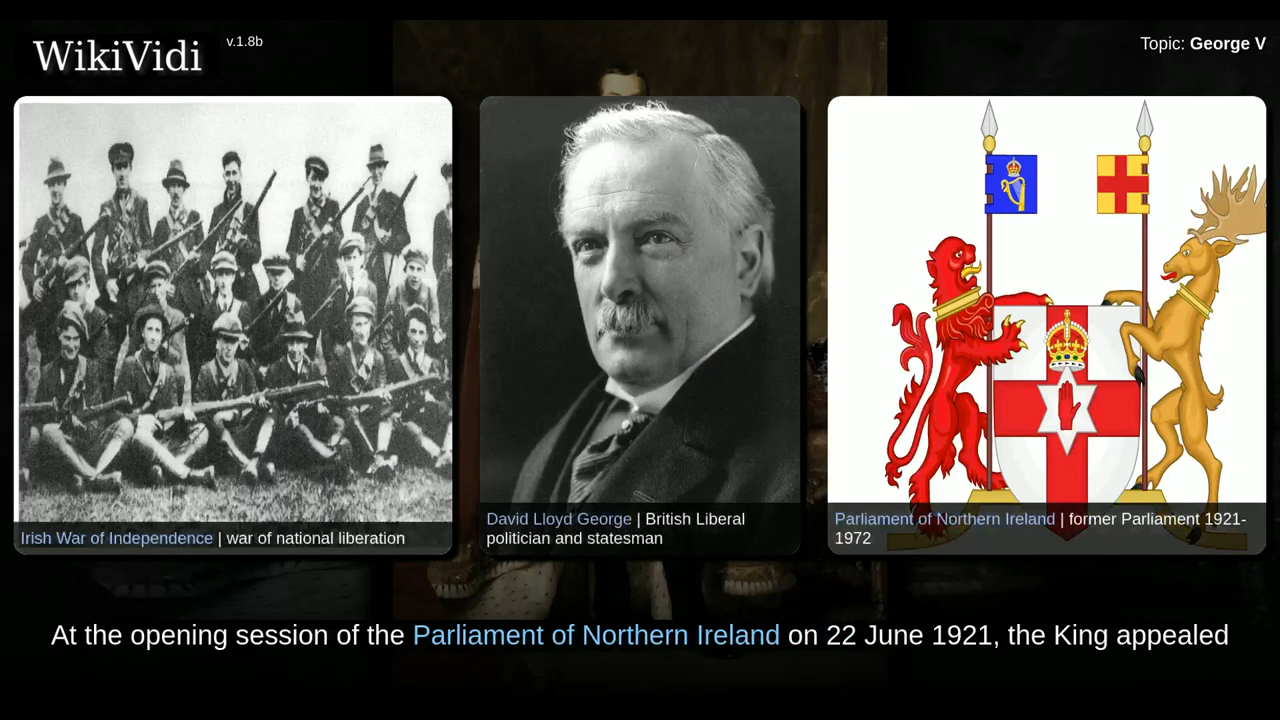 WikiVidi
v.1.8b
Topic: George V
Irish War of Independence | war of national liberation
David Lloyd George | British Liberal
politician and statesman
Parliament of Northern Ireland | former Parliament 1921-
1972
At the opening session of the Parliament of Northern Ireland on 22 June 1921, the King appealed